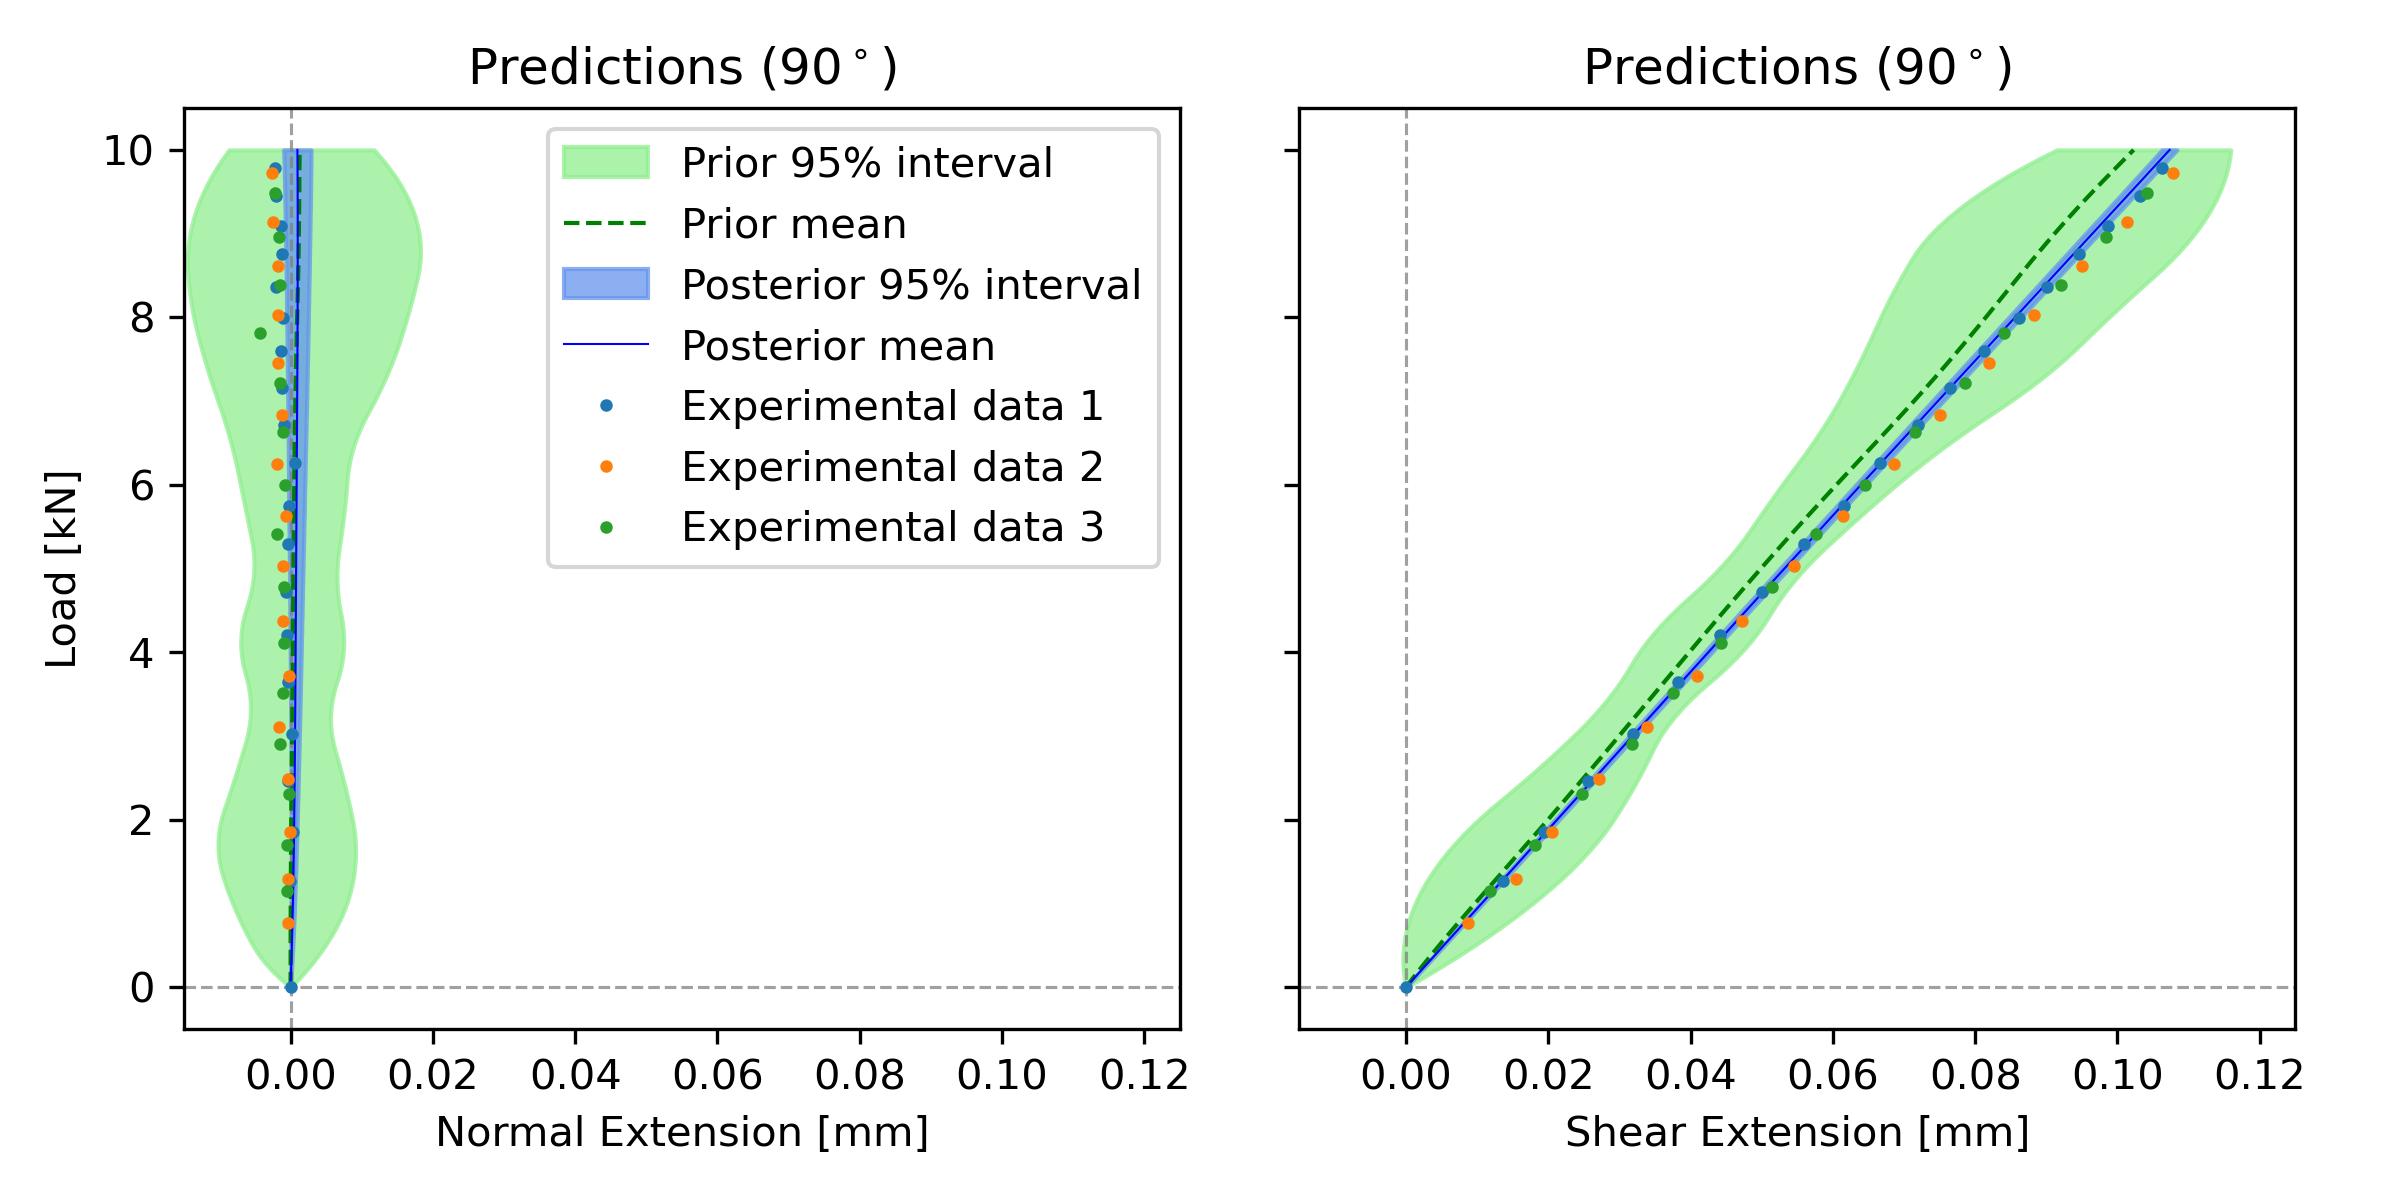 Predictions (90°)
Load [kN]
10
8
6
4
2
0
Prior 95% interval
Prior mean
Posterior 95% interval
Posterior mean
Experimental data 1
Experimental data 2
Experimental data 3
0.00 0.02 0.04 0.06 0.08 0.10 0.12
Normal Extension [mm]
Predictions (90°)
0.00 0.02 0.04 0.06 0.08 0.10 0.12
Shear Extension [mm]